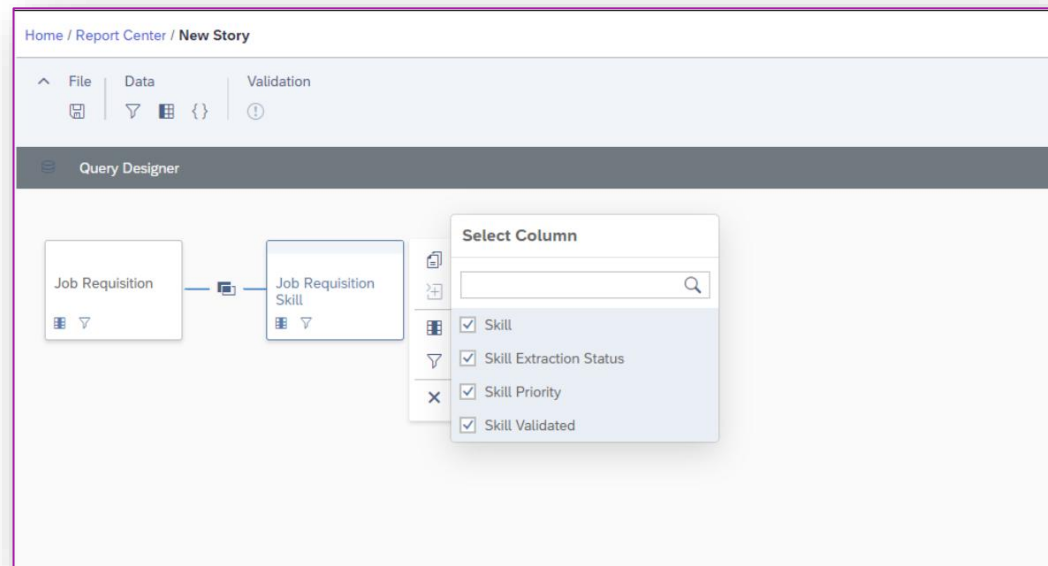 Home / Report Center / New Story
File
Data
Validation
Query Designer
Job Requisition
Job Requisition
Skill
Select Column
Skill
Skill Extraction Status
Skill Priority
Skill Validated